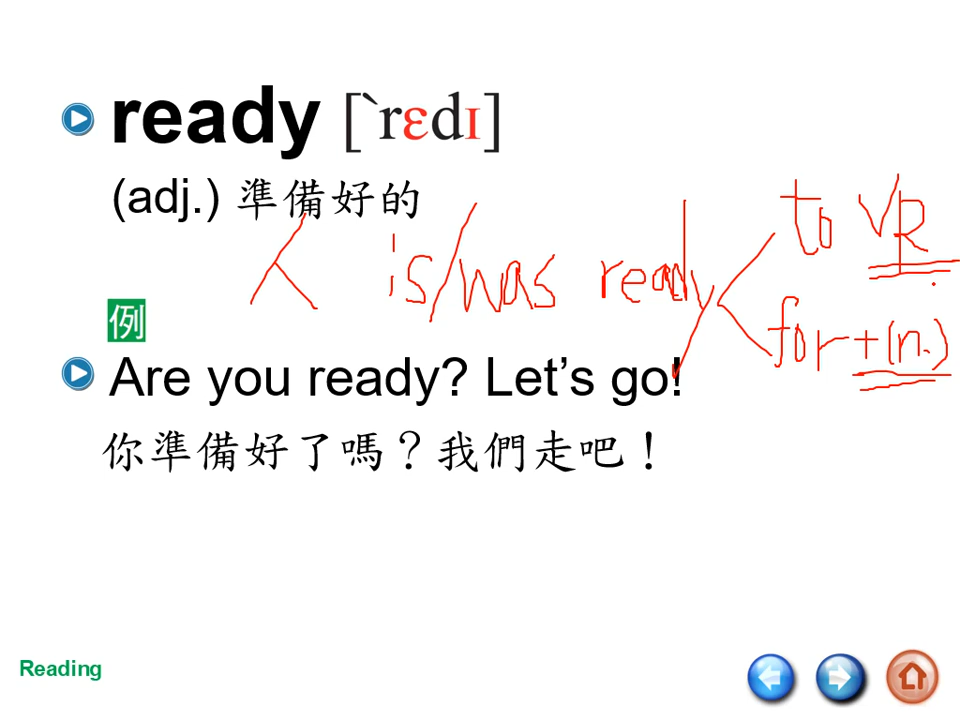 ready [ˋrɛdɪ]
(adj.) 準備好的
人 is/was ready
to VR
for+(n.)
例
Are you ready? Let’s go!
你準備好了嗎？我們走吧！
Reading